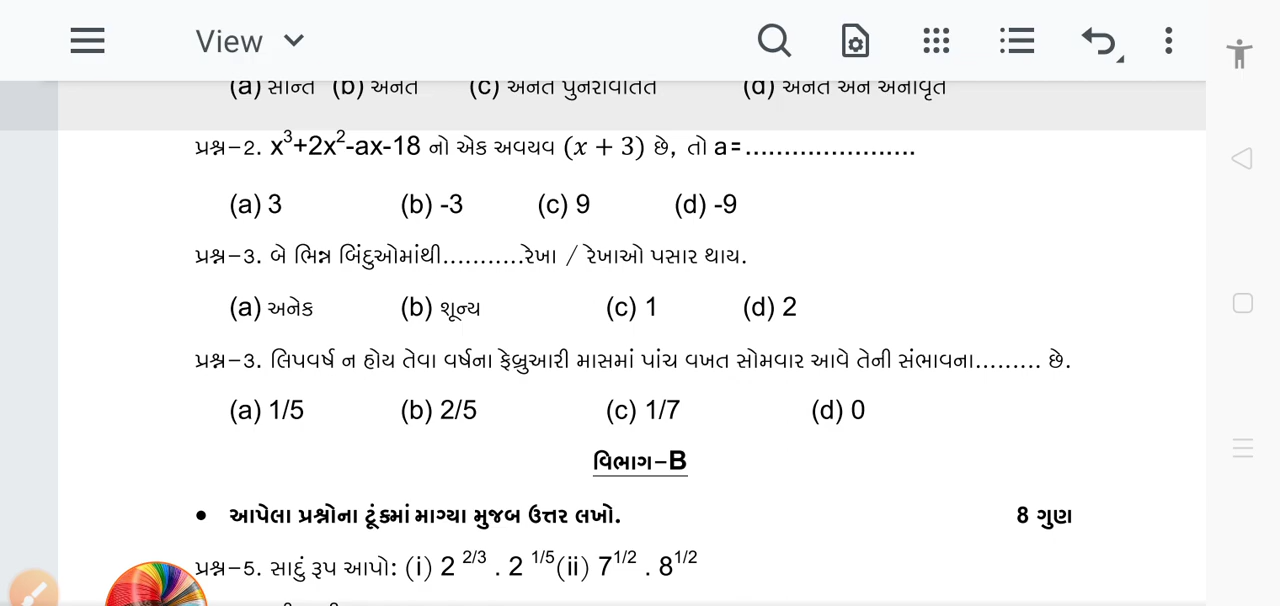 View
(a) સાન્ત (b) અનંત (c) અનંત પુનરાવર્તિત (d) અનંત અને અનાવૃત
પ્રશ્ન–2. x³+2x²-ax-18 નો એક અવયવ (x + 3) છે, તો a=......................
(a) 3 (b) -3 (c) 9 (d) -9
પ્રશ્ન–3. બે ભિન્ન બિંદુઓમાંથી...........રેખા / રેખાઓ પસાર થાય.
(a) અનેક (b) શૂન્ય (c) 1 (d) 2
પ્રશ્ન–3. લિપવર્ષ ન હોય તેવા વર્ષના ફેબ્રુઆરી માસમાં પાંચ વખત સોમવાર આવે તેની સંભાવના......... છે.
(a) 1/5 (b) 2/5 (c) 1/7 (d) 0
વિભાગ–B
• આપેલા પ્રશ્નોના ટૂંકમાં માગ્યા મુજબ ઉત્તર લખો. 8 ગુણ
પ્રશ્ન–5. સાદું રૂપ આપો: (i) 2 ^2/3 . 2 ^1/5 (ii) 7^1/2 . 8^1/2